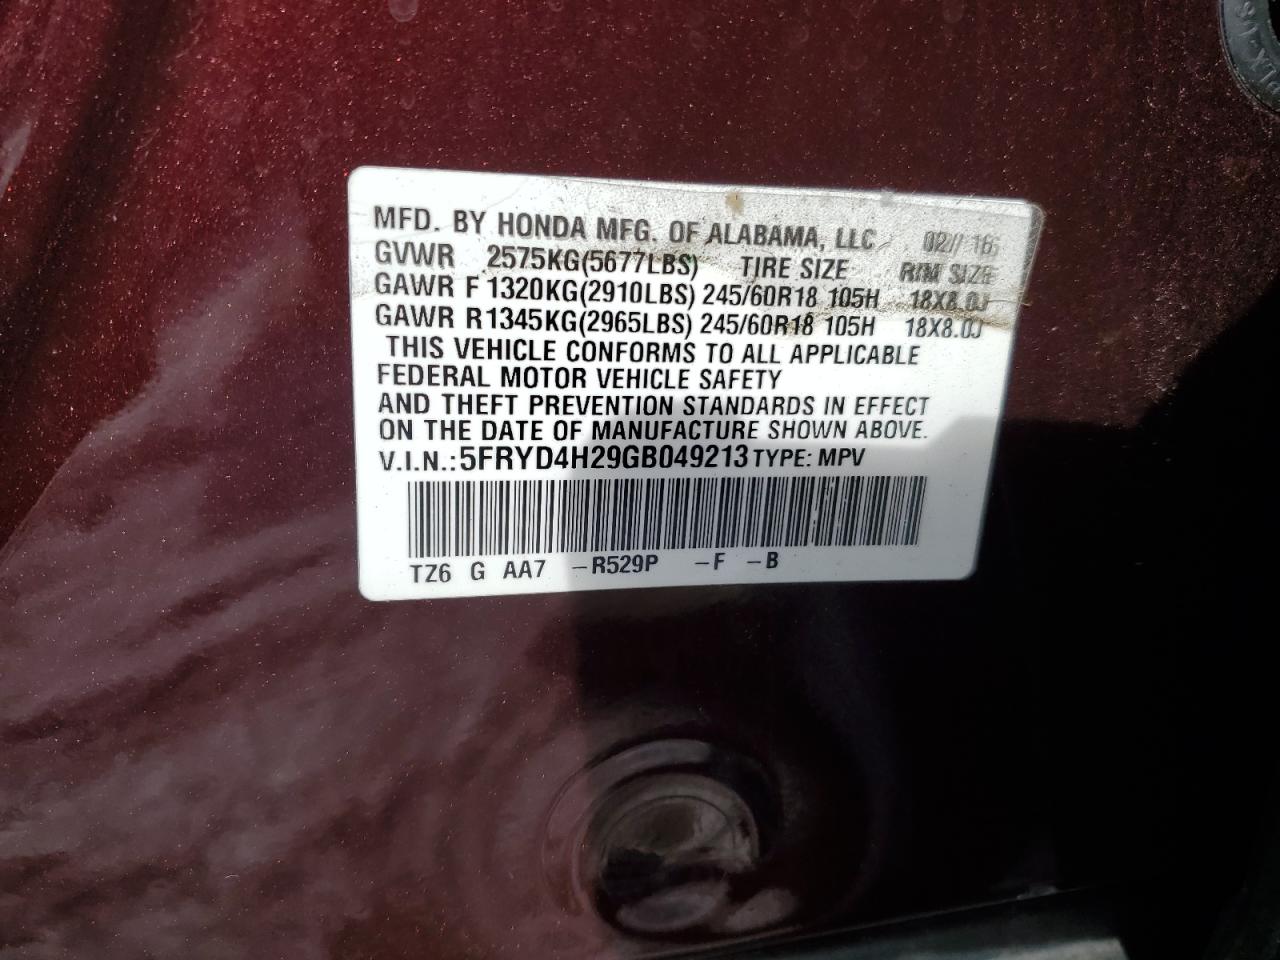 MFD. BY HONDA MFG. OF ALABAMA, LLC 02/16
GVWR 2575KG(5677LBS) TIRE SIZE RIM SIZE
GAWR F 1320KG(2910LBS) 245/60R18 105H 18X8.0J
GAWR R 1345KG(2965LBS) 245/60R18 105H 18X8.0J
THIS VEHICLE CONFORMS TO ALL APPLICABLE
FEDERAL MOTOR VEHICLE SAFETY
AND THEFT PREVENTION STANDARDS IN EFFECT
ON THE DATE OF MANUFACTURE SHOWN ABOVE.
V.I.N.:5FRYD4H29GB049213 TYPE: MPV
TZ6 G AA7 -R529P -F -B